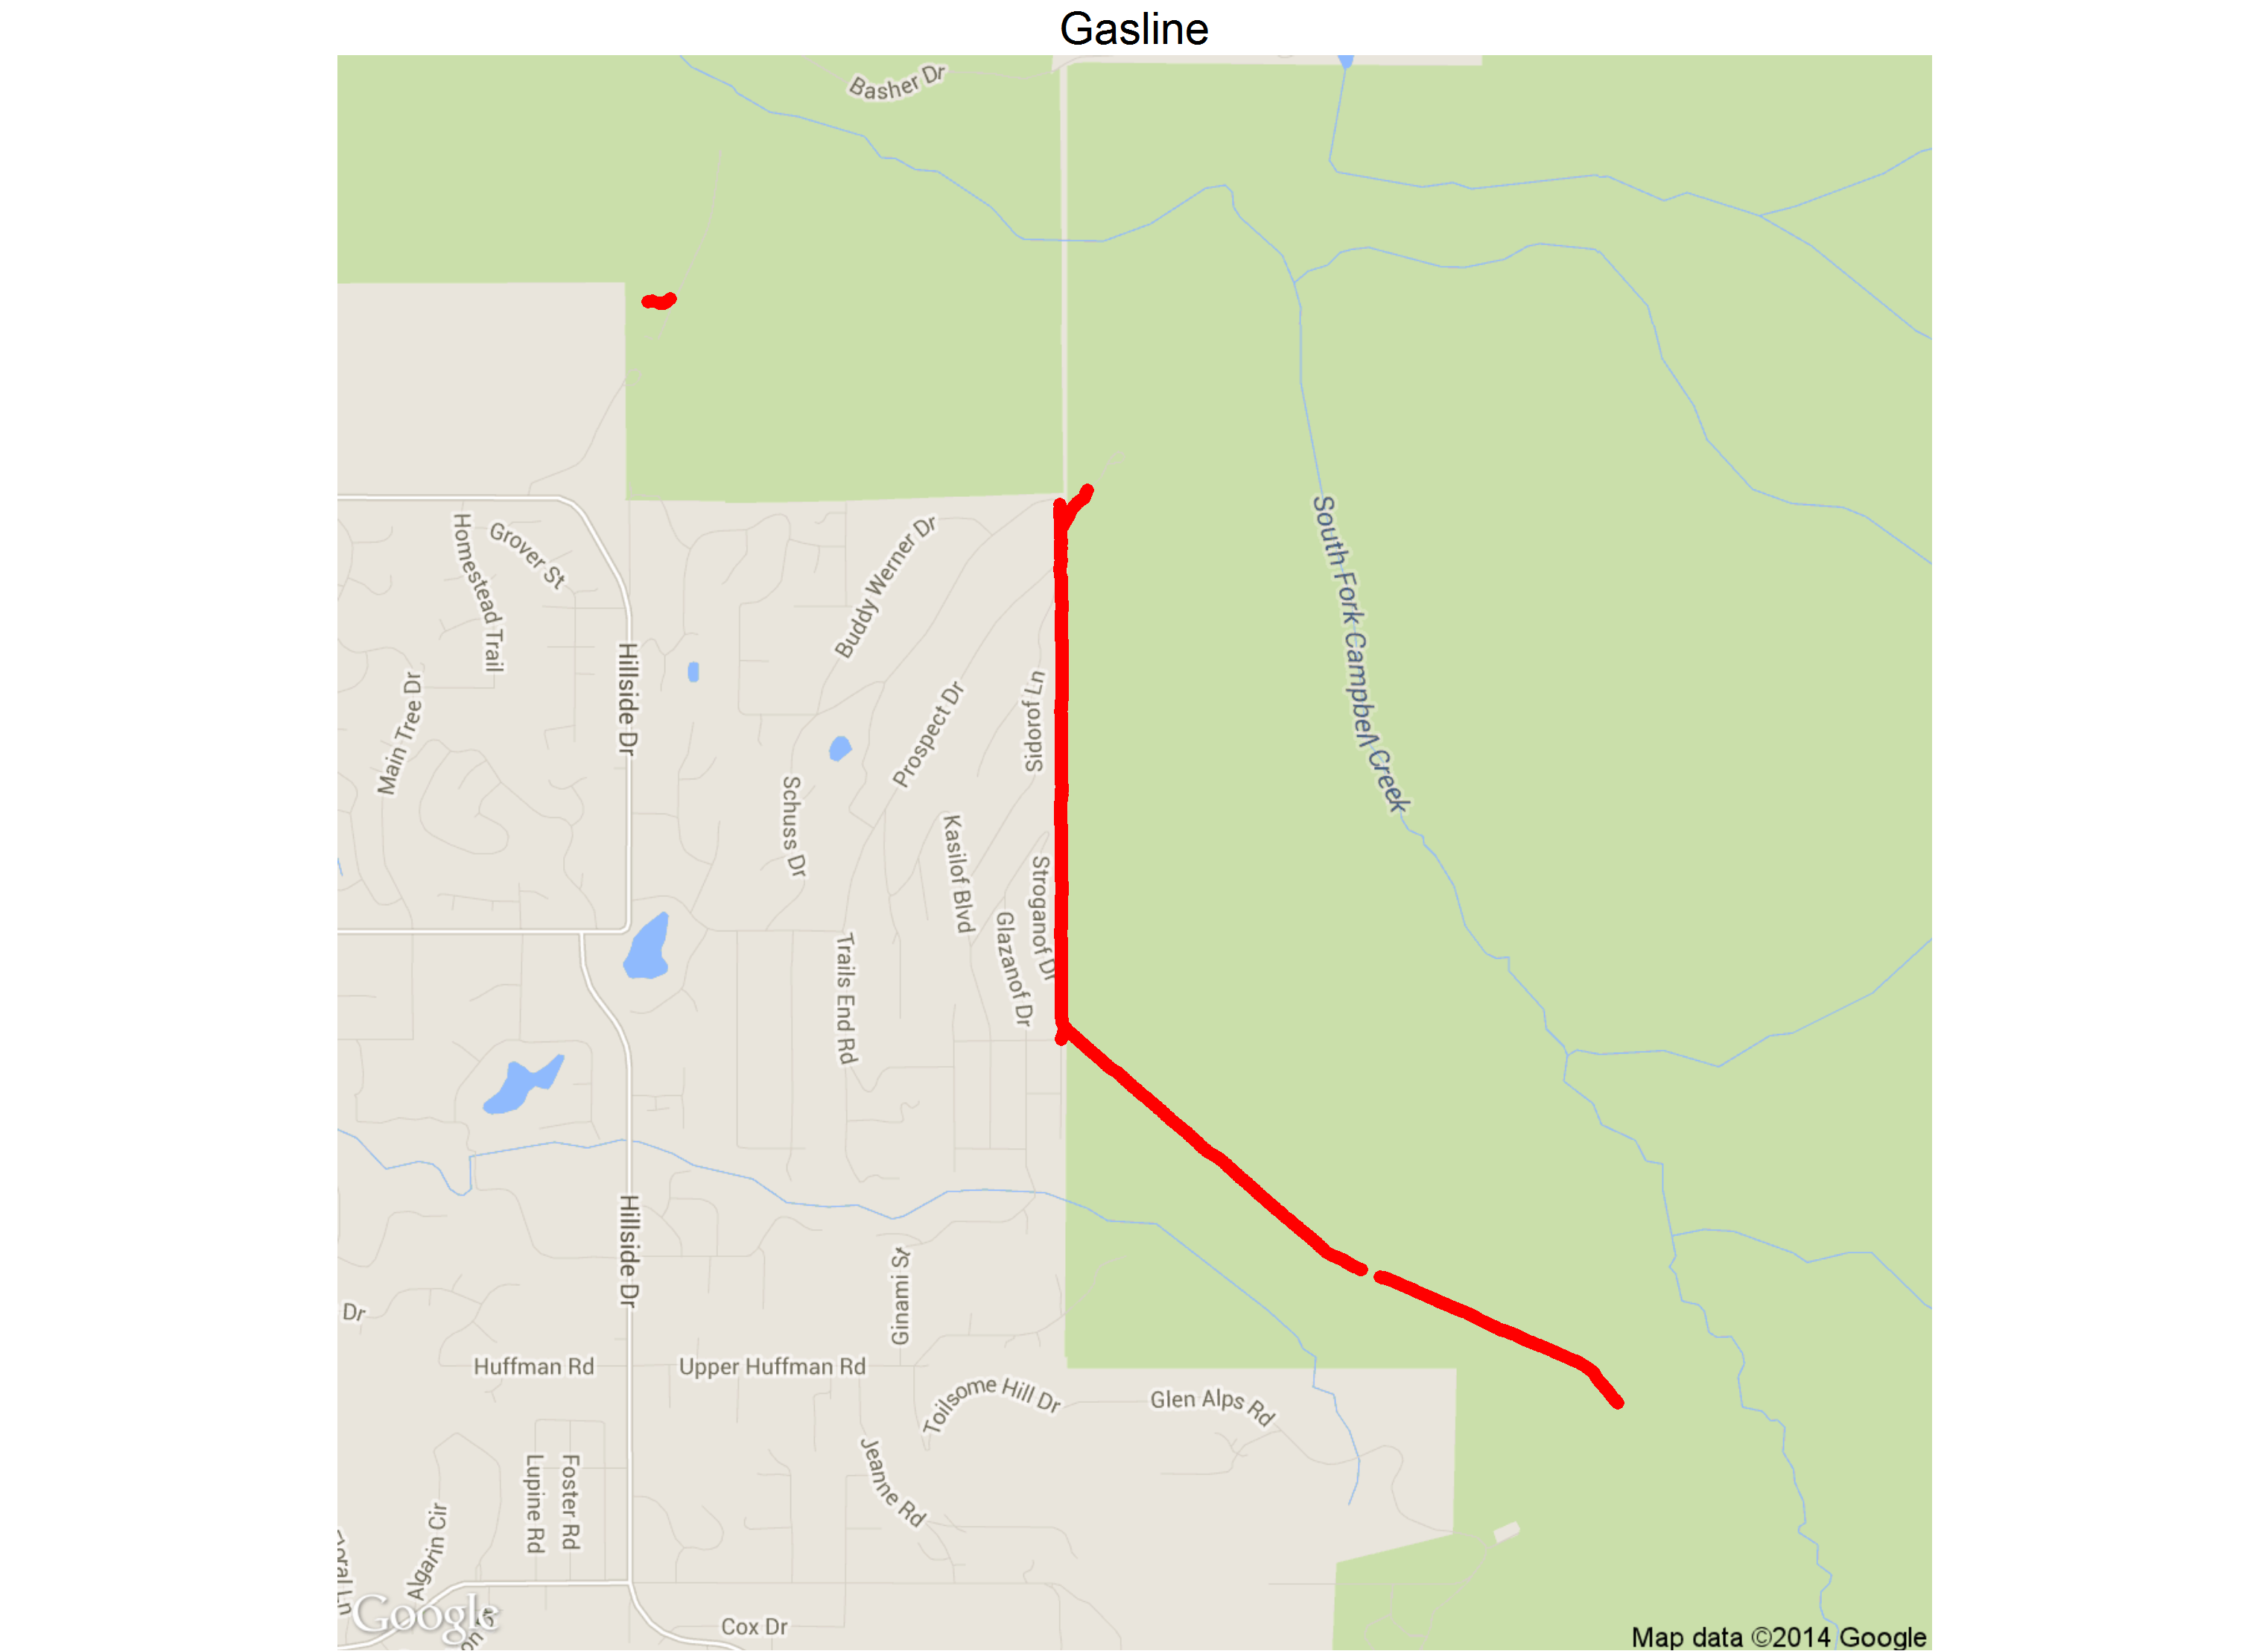 Gasline
Basher Dr
Homestead Trail
Grover St
Buddy Werner Dr
South Fork Campbell Creek
Hillside Dr
Main Tree Dr
Prospect Dr
Sidorof Ln
Schuss Dr
Kasilof Blvd
Stroganof Dr
Glazanof Dr
Trails End Rd
Hillside Dr
Ginami St
Dr
Huffman Rd
Upper Huffman Rd
Toilsome Hill Dr
Glen Alps Rd
Jeanne Rd
Lupine Rd
Foster Rd
Algarin Cir
Ln
Google
Cox Dr
Map data ©2014 Google